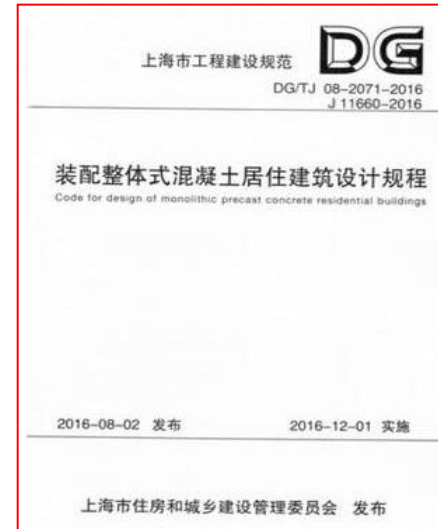 上海市工程建设规范 DG
DG/TJ 08-2071-2016
J 11660-2016
装配整体式混凝土居住建筑设计规程
Code for design of monolithic precast concrete residential buildings
2016-08-02 发布 2016-12-01 实施
上海市住房和城乡建设管理委员会 发布